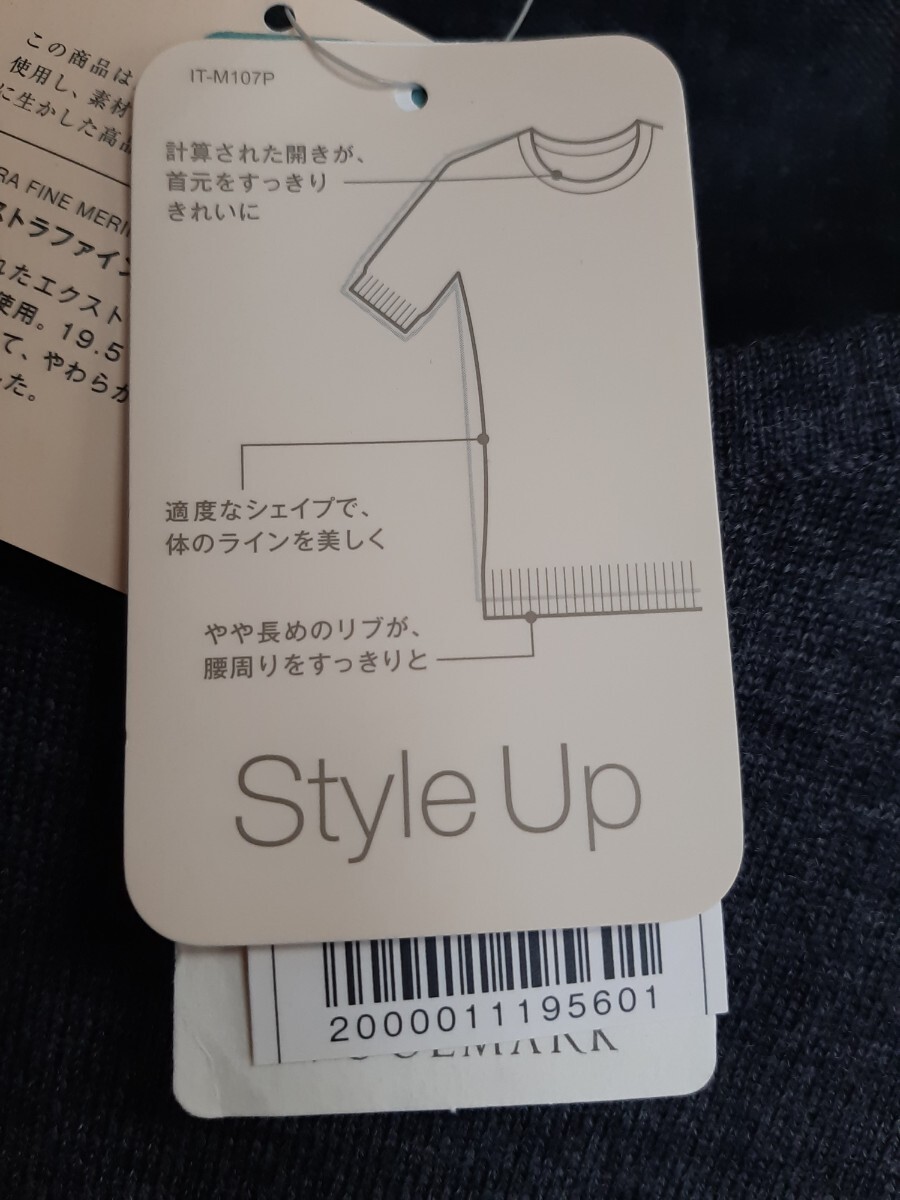 この商品は
使用し、素材
に生かした高品
RA FINE MERI
ストラファイン
れたエクスト
使用。19.5
て、やわらか
た。
IT-M107P
計算された開きが、
首元をすっきり
きれいに
適度なシェイプで、
体のラインを美しく
やや長めのリブが、
腰周りをすっきりと
Style Up
2000011195601
OOLMARK